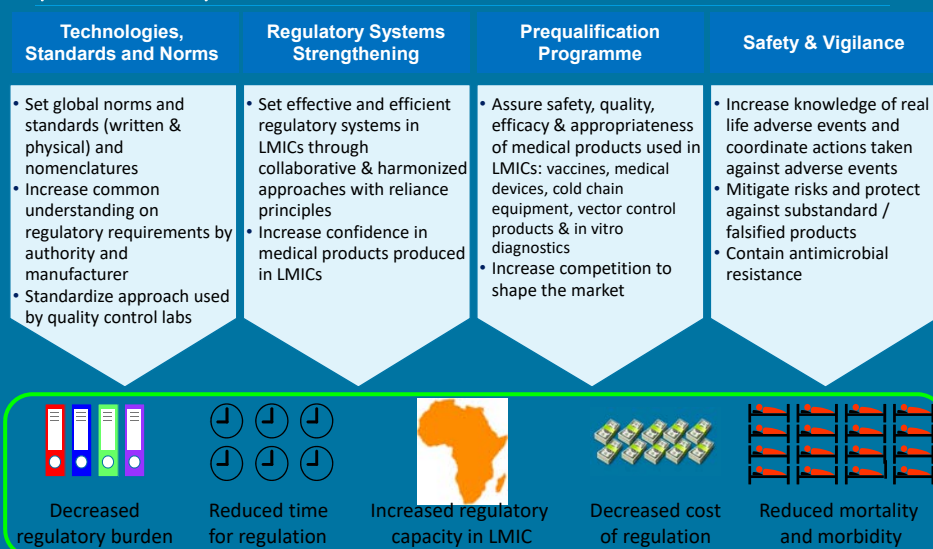 Technologies,
Standards and Norms
• Set global norms and
standards (written &
physical) and
nomenclatures
• Increase common
understanding on
regulatory requirements by
authority and
manufacturer
• Standardize approach used
by quality control labs
Regulatory Systems
Strengthening
• Set effective and efficient
regulatory systems in
LMICs through
collaborative & harmonized
approaches with reliance
principles
• Increase confidence in
medical products produced
in LMICs
Prequalification
Programme
• Assure safety, quality,
efficacy & appropriateness
of medical products used in
LMICs: vaccines, medical
devices, cold chain
equipment, vector control
products & in vitro
diagnostics
• Increase competition to
shape the market
Safety & Vigilance
• Increase knowledge of real
life adverse events and
coordinate actions taken
against adverse events
• Mitigate risks and protect
against substandard /
falsified products
• Contain antimicrobial
resistance
Decreased
regulatory burden
Reduced time
for regulation
Increased regulatory
capacity in LMIC
Decreased cost
of regulation
Reduced mortality
and morbidity